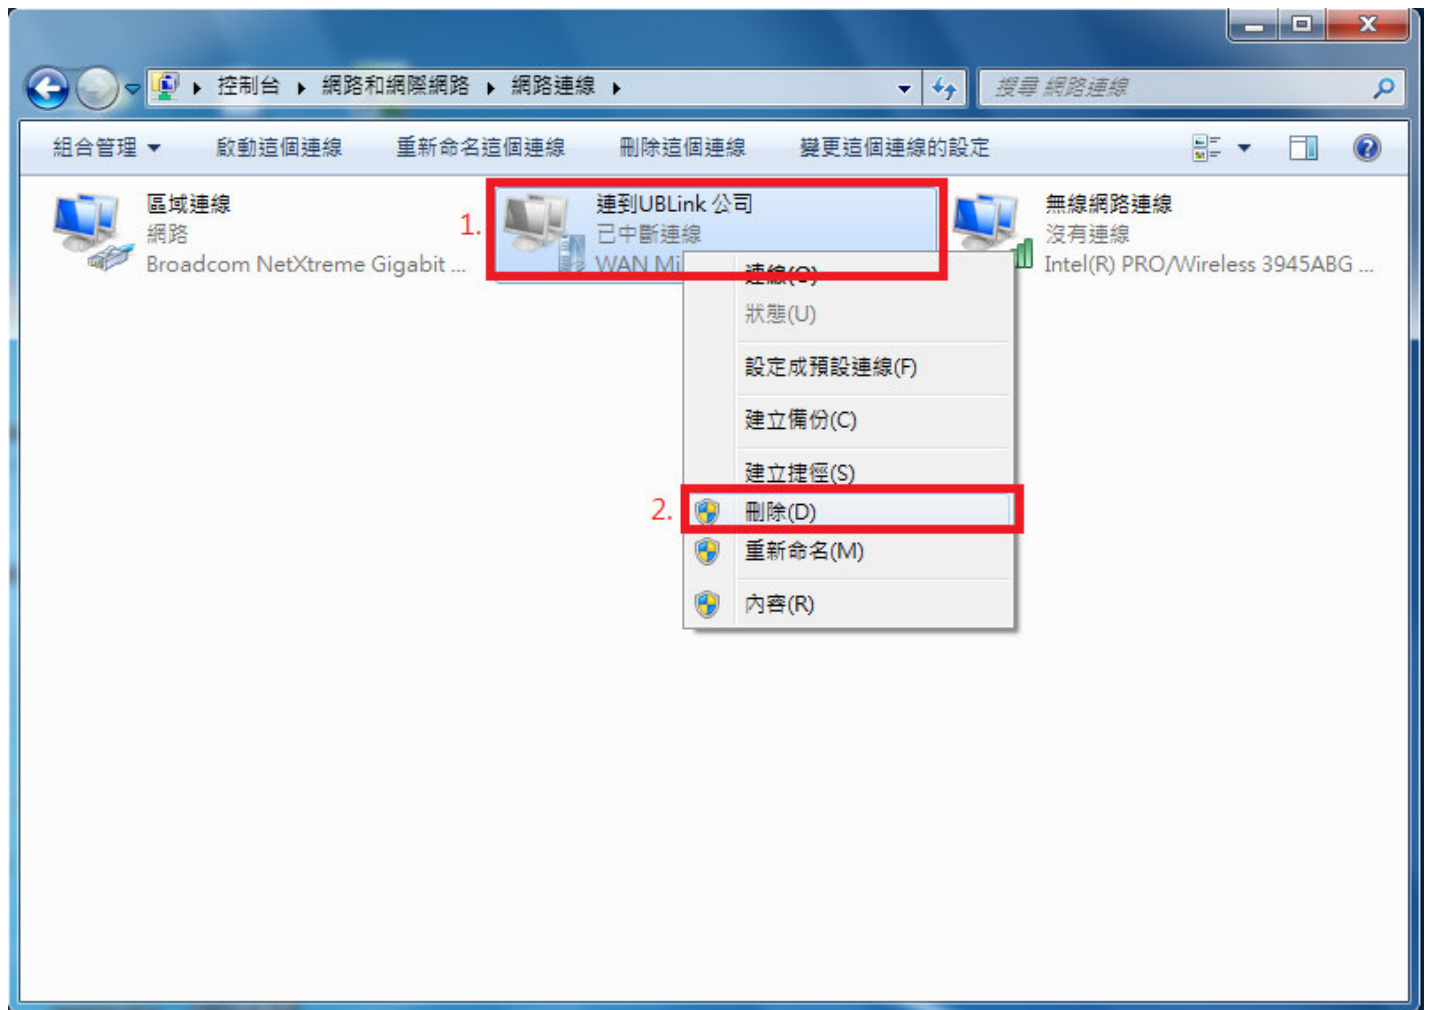 控制台 網路和網際網路 網路連線
搜尋 網路連線
組合管理 啟動這個連線 重新命名這個連線 刪除這個連線 變更這個連線的設定
區域連線
網路
Broadcom NetXtreme Gigabit ...
1.
連到UBLink 公司
已中斷連線
WAN Mi
無線網路連線
沒有連線
Intel(R) PRO/Wireless 3945ABG ...
連線(O)
狀態(U)
設定成預設連線(F)
建立備份(C)
建立捷徑(S)
2.
刪除(D)
重新命名(M)
內容(R)